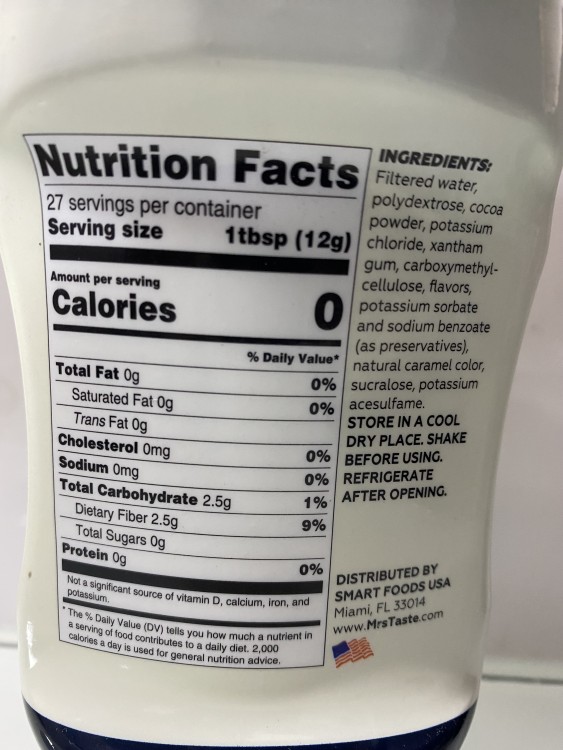 Nutrition Facts
27 servings per container
Serving size 1tbsp (12g)
Amount per serving
Calories 0
% Daily Value*
Total Fat 0g 0%
Saturated Fat 0g 0%
Trans Fat 0g
Cholesterol 0mg 0%
Sodium 0mg 0%
Total Carbohydrate 2.5g 1%
Dietary Fiber 2.5g 9%
Total Sugars 0g
Protein 0g 0%
Not a significant source of vitamin D, calcium, iron, and
potassium.
* The % Daily Value (DV) tells you how much a nutrient in
a serving of food contributes to a daily diet. 2,000
calories a day is used for general nutrition advice.
INGREDIENTS:
Filtered water,
polydextrose, cocoa
powder, potassium
chloride, xantham
gum, carboxymethyl-
cellulose, flavors,
potassium sorbate
and sodium benzoate
(as preservatives),
natural caramel color,
sucralose, potassium
acesulfame.
STORE IN A COOL
DRY PLACE. SHAKE
BEFORE USING.
REFRIGERATE
AFTER OPENING.
DISTRIBUTED BY
SMART FOODS USA
Miami, FL 33014
www.MrsTaste.com